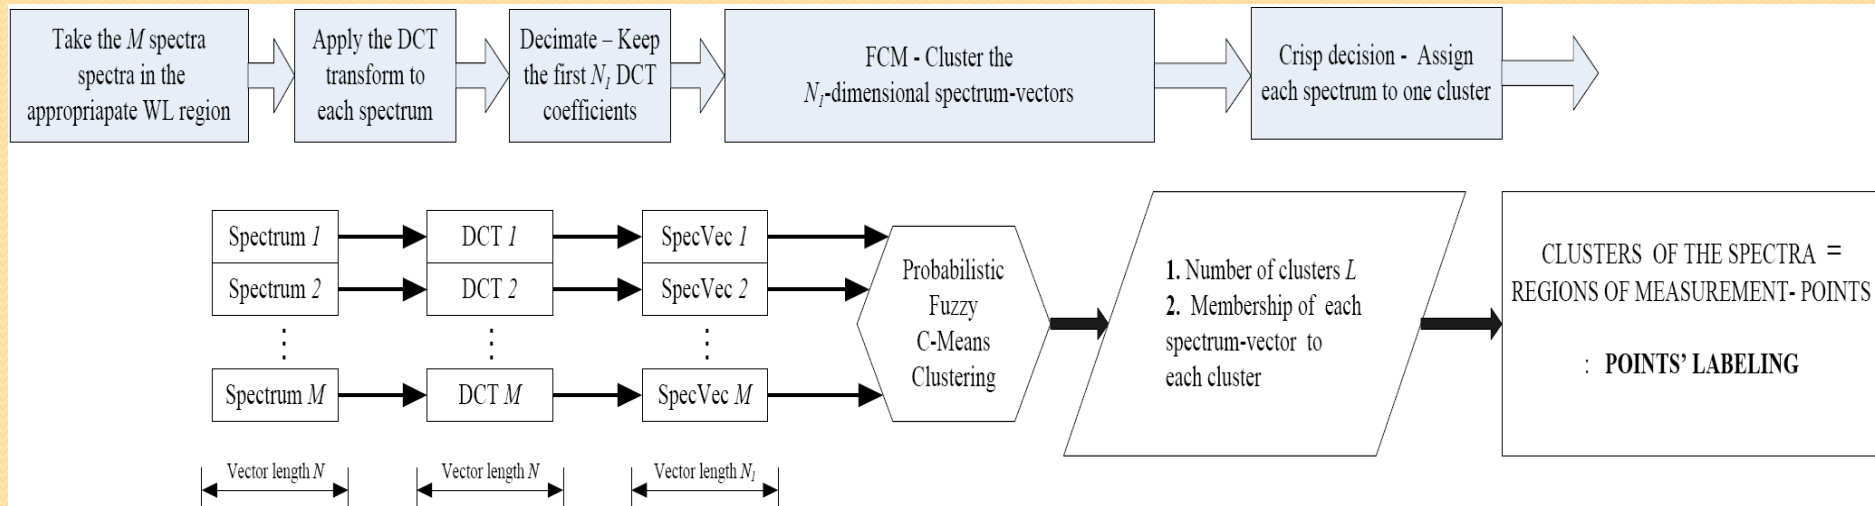 Take the M spectra
spectra in the
appropriapate WL region
Apply the DCT
transform to
each spectrum
Decimate – Keep
the first N₁ DCT
coefficients
FCM - Cluster the
N₁-dimensional spectrum-vectors
Crisp decision - Assign
each spectrum to one cluster
Spectrum 1
DCT 1
SpecVec 1
Spectrum 2
DCT 2
SpecVec 2
Spectrum M
DCT M
SpecVec M
Probabilistic
Fuzzy
C-Means
Clustering
1. Number of clusters L
2. Membership of each
spectrum-vector to
each cluster
CLUSTERS OF THE SPECTRA =
REGIONS OF MEASUREMENT- POINTS
: POINTS' LABELING
Vector length N
Vector length N
Vector length N₁